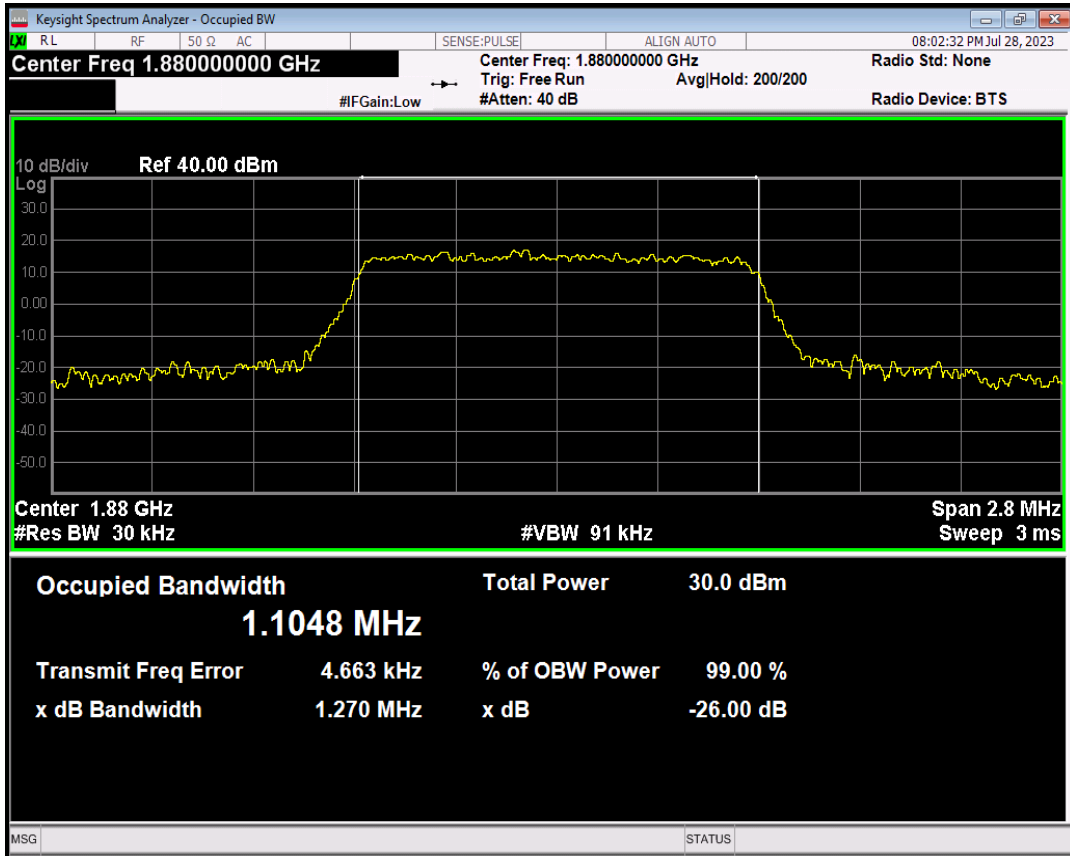 Keysight Spectrum Analyzer - Occupied BW
LXI RL RF 50 Ω AC SENSE:PULSE ALIGN AUTO 08:02:32 PM Jul 28, 2023
Center Freq 1.880000000 GHz Center Freq: 1.880000000 GHz Radio Std: None
Trig: Free Run Avg|Hold: 200/200
#IFGain:Low #Atten: 40 dB Radio Device: BTS
10 dB/div Ref 40.00 dBm
Log
30.0
20.0
10.0
0.00
-10.0
-20.0
-30.0
-40.0
-50.0
Center 1.88 GHz Span 2.8 MHz
#Res BW 30 kHz #VBW 91 kHz Sweep 3 ms
Occupied Bandwidth Total Power 30.0 dBm
1.1048 MHz
Transmit Freq Error 4.663 kHz % of OBW Power 99.00 %
x dB Bandwidth 1.270 MHz x dB -26.00 dB
MSG STATUS